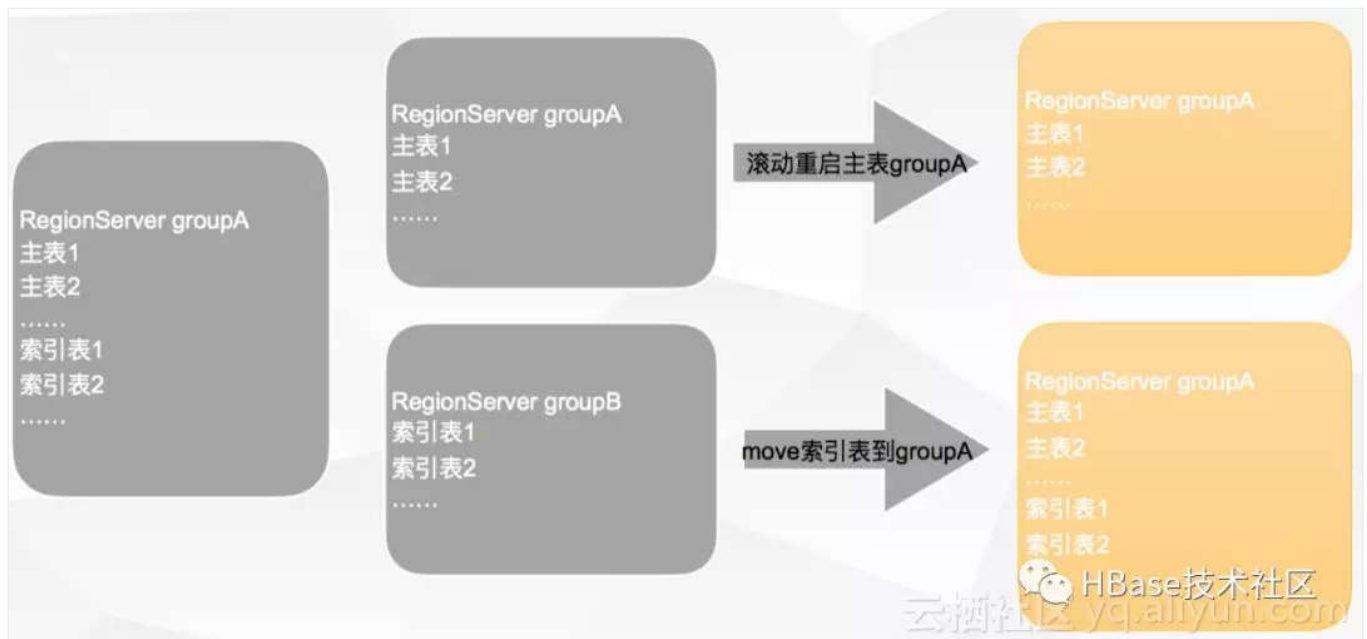 RegionServer groupA
主表1
主表2
......
索引表1
索引表2
......
RegionServer groupA
主表1
主表2
......
RegionServer groupB
索引表1
索引表2
......
滚动重启主表groupA
move索引表到groupA
RegionServer groupA
主表1
主表2
......
RegionServer groupA
主表1
主表2
......
索引表1
索引表2
HBase技术社区
云栖社区 yq.aliyun.com